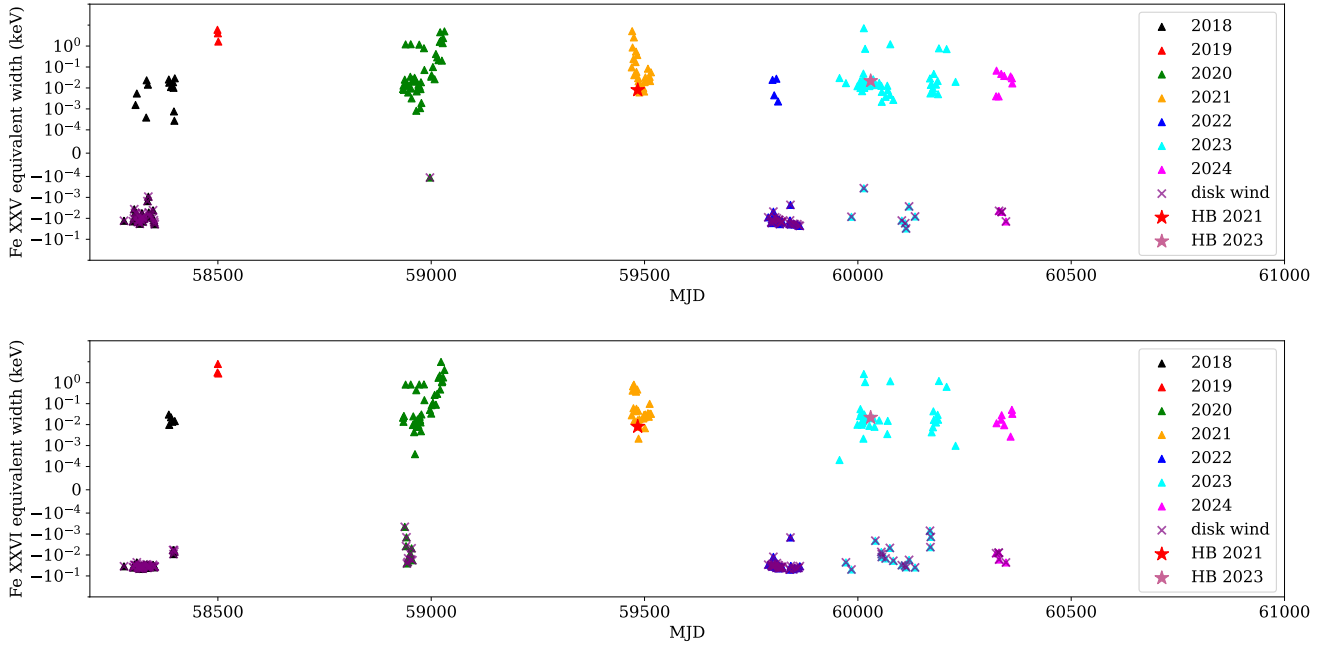 Fe XXV equivalent width (keV)
10⁰
10⁻¹
10⁻²
10⁻³
10⁻⁴
0
−10⁻⁴
−10⁻³
−10⁻²
−10⁻¹
58500 59000 59500 60000 60500 61000
MJD
2018
2019
2020
2021
2022
2023
2024
disk wind
HB 2021
HB 2023
Fe XXVI equivalent width (keV)
10⁰
10⁻¹
10⁻²
10⁻³
10⁻⁴
0
−10⁻⁴
−10⁻³
−10⁻²
−10⁻¹
58500 59000 59500 60000 60500 61000
MJD
2018
2019
2020
2021
2022
2023
2024
disk wind
HB 2021
HB 2023